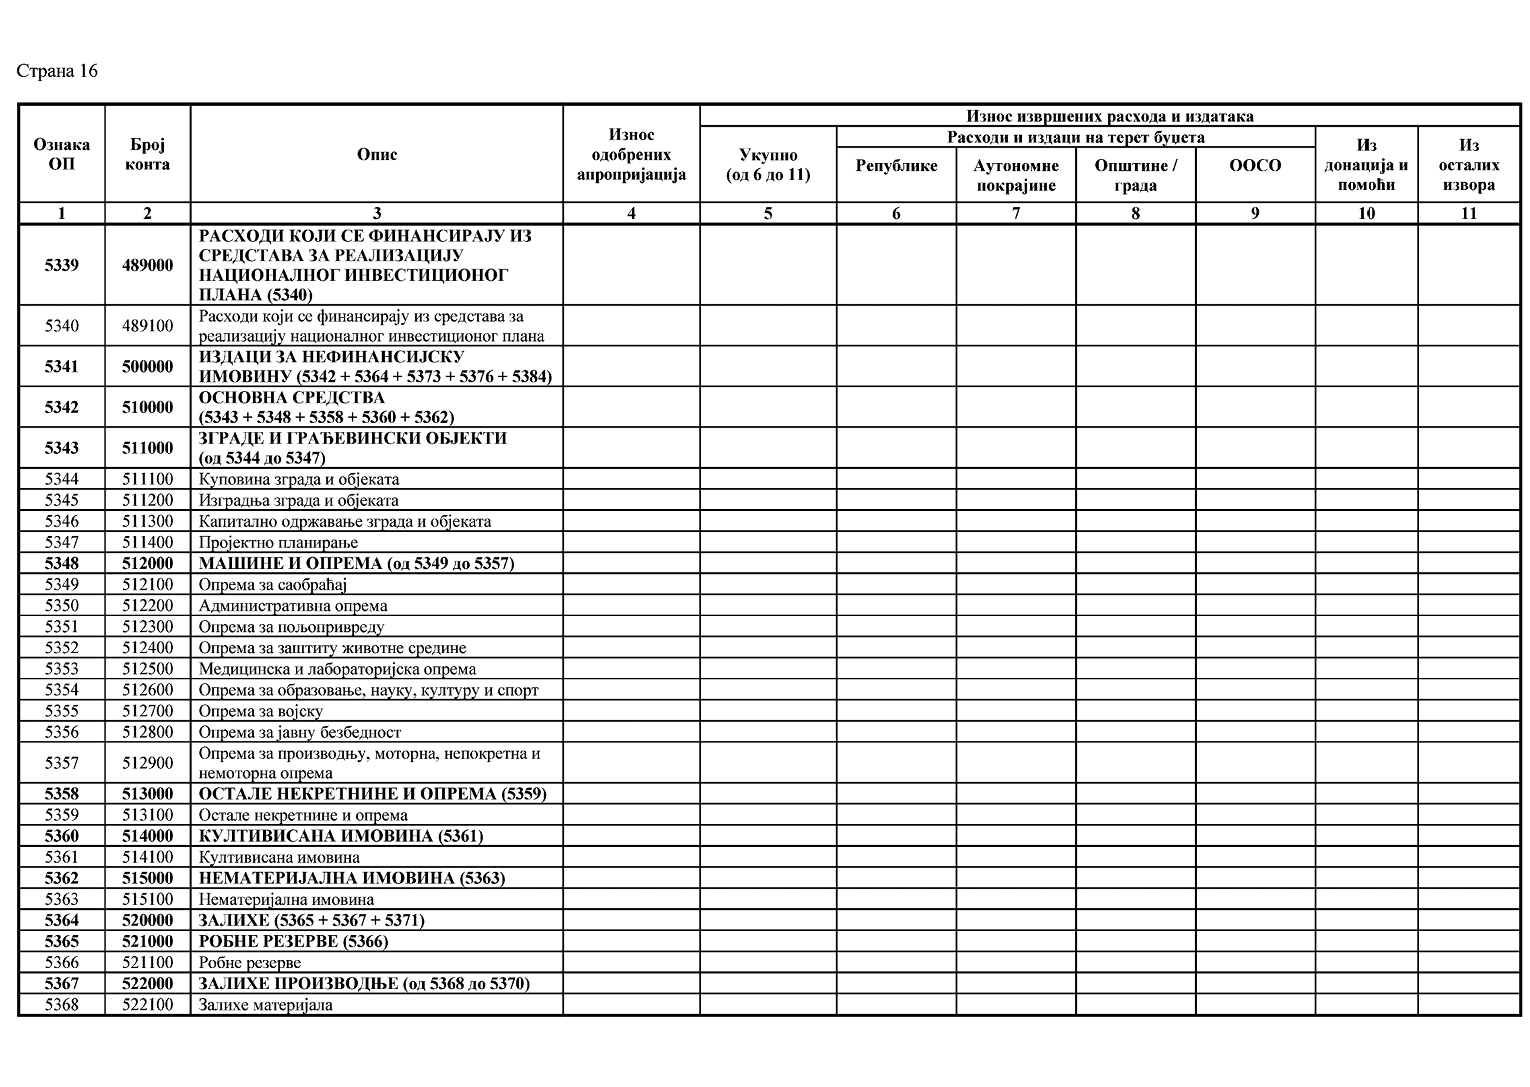 Страна 16
Износ извршених расхода и издатака
Ознака ОП
Број конта
Опис
Износ одобрених апропријација
Укупно (од 6 до 11)
Расходи и издаци на терет буџета
Из донација и помоћи
Из осталих извора
Републике
Аутономне покрајине
Општине / града
ООСО
1 2 3 4 5 6 7 8 9 10 11
5339 489000 РАСХОДИ КОЈИ СЕ ФИНАНСИРАЈУ ИЗ
СРЕДСТАВА ЗА РЕАЛИЗАЦИЈУ
НАЦИОНАЛНОГ ИНВЕСТИЦИОНОГ
ПЛАНА (5340)
5340 489100 Расходи који се финансирају из средстава за
реализацију националног инвестиционог плана
5341 500000 ИЗДАЦИ ЗА НЕФИНАНСИЈСКУ
ИМОВИНУ (5342 + 5364 + 5373 + 5376 + 5384)
5342 510000 ОСНОВНА СРЕДСТВА
(5343 + 5348 + 5358 + 5360 + 5362)
5343 511000 ЗГРАДЕ И ГРАЂЕВИНСКИ ОБЈЕКТИ
(од 5344 до 5347)
5344 511100 Куповина зграда и објеката
5345 511200 Изградња зграда и објеката
5346 511300 Капитално одржавање зграда и објеката
5347 511400 Пројектно планирање
5348 512000 МАШИНЕ И ОПРЕМА (од 5349 до 5357)
5349 512100 Опрема за саобраћај
5350 512200 Административна опрема
5351 512300 Опрема за пољопривреду
5352 512400 Опрема за заштиту животне средине
5353 512500 Медицинска и лабораторијска опрема
5354 512600 Опрема за образовање, науку, културу и спорт
5355 512700 Опрема за војску
5356 512800 Опрема за јавну безбедност
5357 512900 Опрема за производњу, моторна, непокретна и
немоторна опрема
5358 513000 ОСТАЛЕ НЕКРЕТНИНЕ И ОПРЕМА (5359)
5359 513100 Остале некретнине и опрема
5360 514000 КУЛТИВИСАНА ИМОВИНА (5361)
5361 514100 Култивисана имовина
5362 515000 НЕМАТЕРИЈАЛНА ИМОВИНА (5363)
5363 515100 Нематеријална имовина
5364 520000 ЗАЛИХЕ (5365 + 5367 + 5371)
5365 521000 РОБНЕ РЕЗЕРВЕ (5366)
5366 521100 Робне резерве
5367 522000 ЗАЛИХЕ ПРОИЗВОДЊЕ (од 5368 до 5370)
5368 522100 Залихе материјала